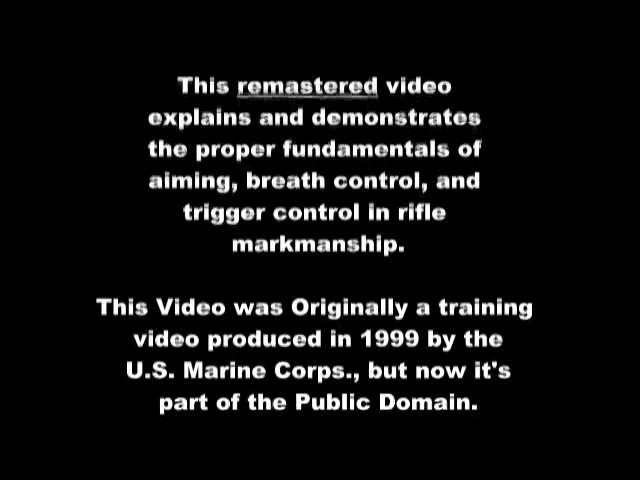 This remastered video
explains and demonstrates
the proper fundamentals of
aiming, breath control, and
trigger control in rifle
markmanship.
This Video was Originally a training
video produced in 1999 by the
U.S. Marine Corps., but now it's
part of the Public Domain.